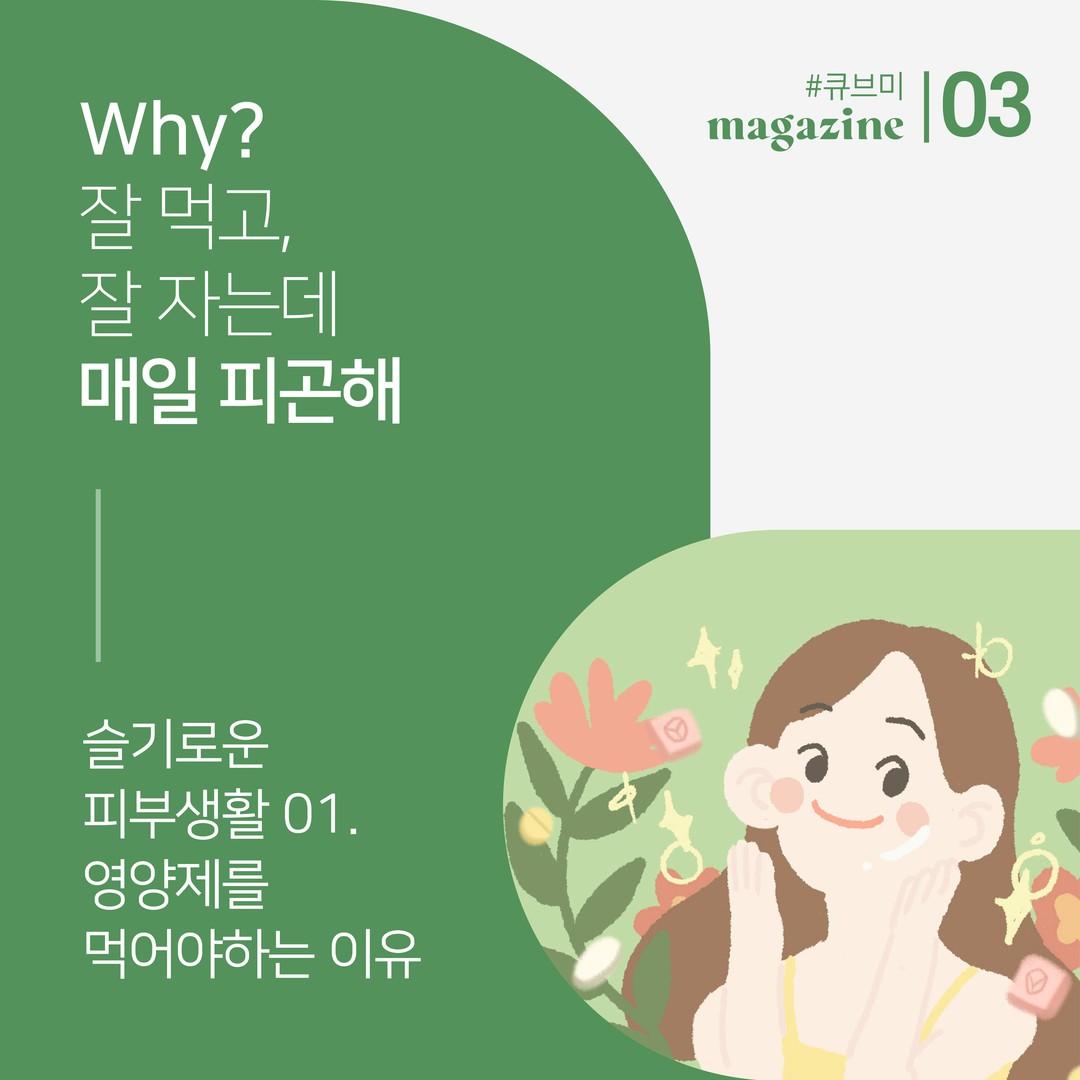 Why?
잘 먹고,
잘 자는데
매일 피곤해
#큐브미
magazine
03
슬기로운
피부생활 01.
영양제를
먹어야하는 이유